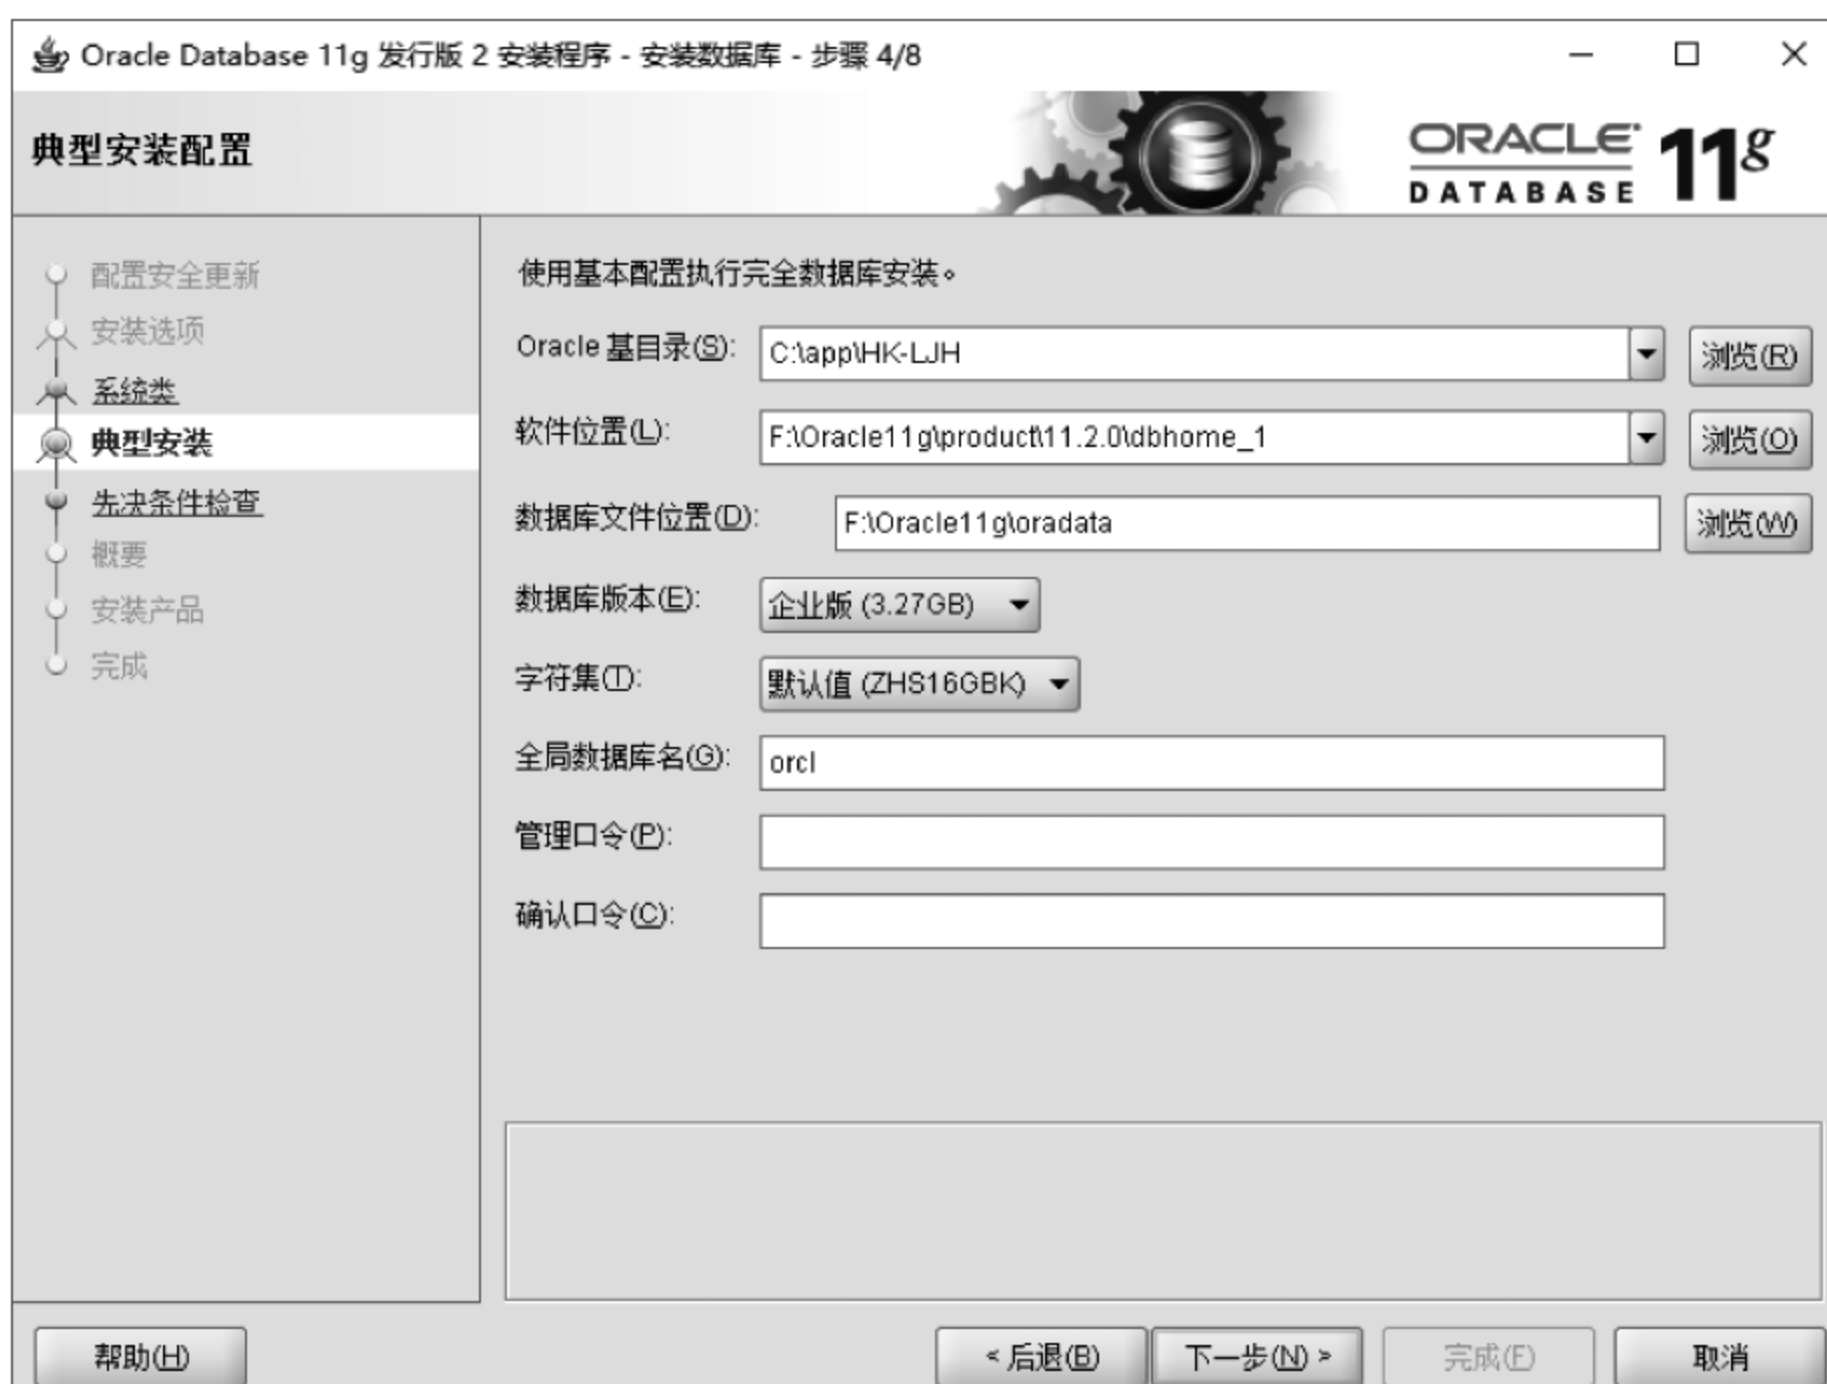 Oracle Database 11g 发行版 2 安装程序 - 安装数据库 - 步骤 4/8
典型安装配置
ORACLE
DATABASE
11g
配置安全更新
安装选项
系统类
典型安装
先决条件检查
概要
安装产品
完成
使用基本配置执行完全数据库安装。
Oracle 基目录(S): C:\app\HK-LJH 浏览(R)
软件位置(L): F:\Oracle11g\product\11.2.0\dbhome_1 浏览(O)
数据库文件位置(D): F:\Oracle11g\oradata 浏览(W)
数据库版本(E): 企业版 (3.27GB)
字符集(T): 默认值 (ZHS16GBK)
全局数据库名(G): orcl
管理口令(P):
确认口令(C):
帮助(H) < 后退(B) 下一步(N) > 完成(F) 取消